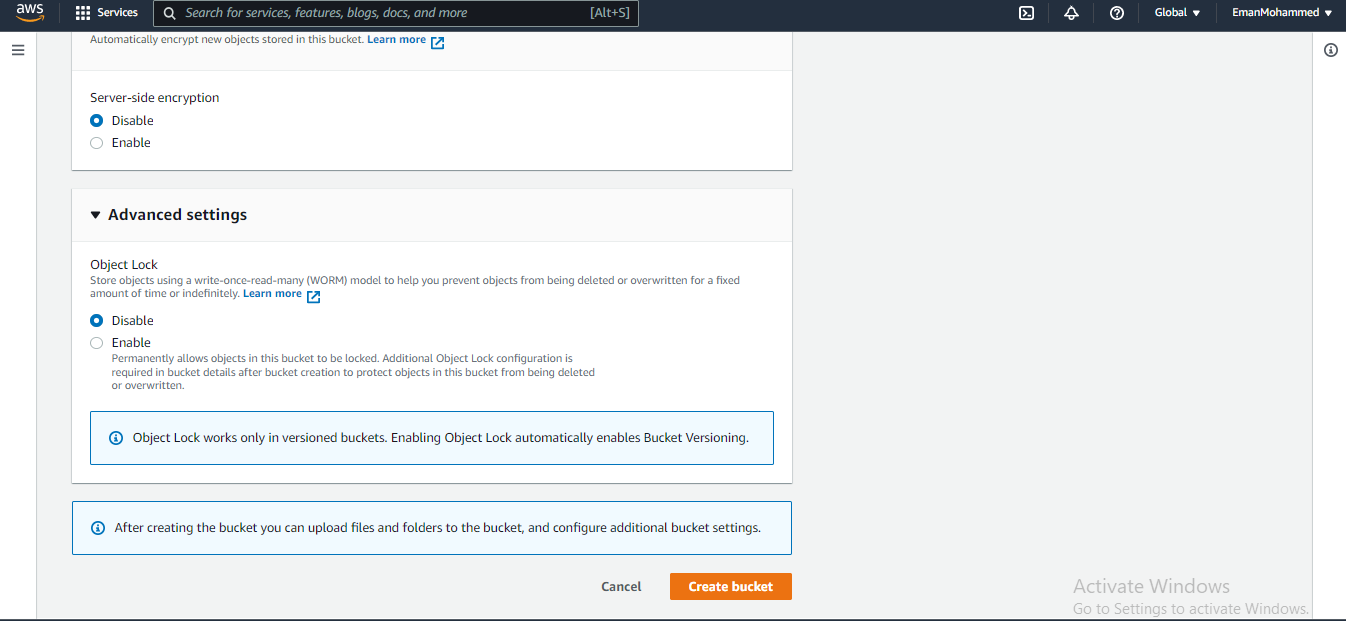 aws
Services
Search for services, features, blogs, docs, and more
[Alt+S]
Global
EmanMohammed
Automatically encrypt new objects stored in this bucket. Learn more
Server-side encryption
Disable
Enable
Advanced settings
Object Lock
Store objects using a write-once-read-many (WORM) model to help you prevent objects from being deleted or overwritten for a fixed
amount of time or indefinitely. Learn more
Disable
Enable
Permanently allows objects in this bucket to be locked. Additional Object Lock configuration is
required in bucket details after bucket creation to protect objects in this bucket from being deleted
or overwritten.
Object Lock works only in versioned buckets. Enabling Object Lock automatically enables Bucket Versioning.
After creating the bucket you can upload files and folders to the bucket, and configure additional bucket settings.
Cancel
Create bucket
Activate Windows
Go to Settings to activate Windows.